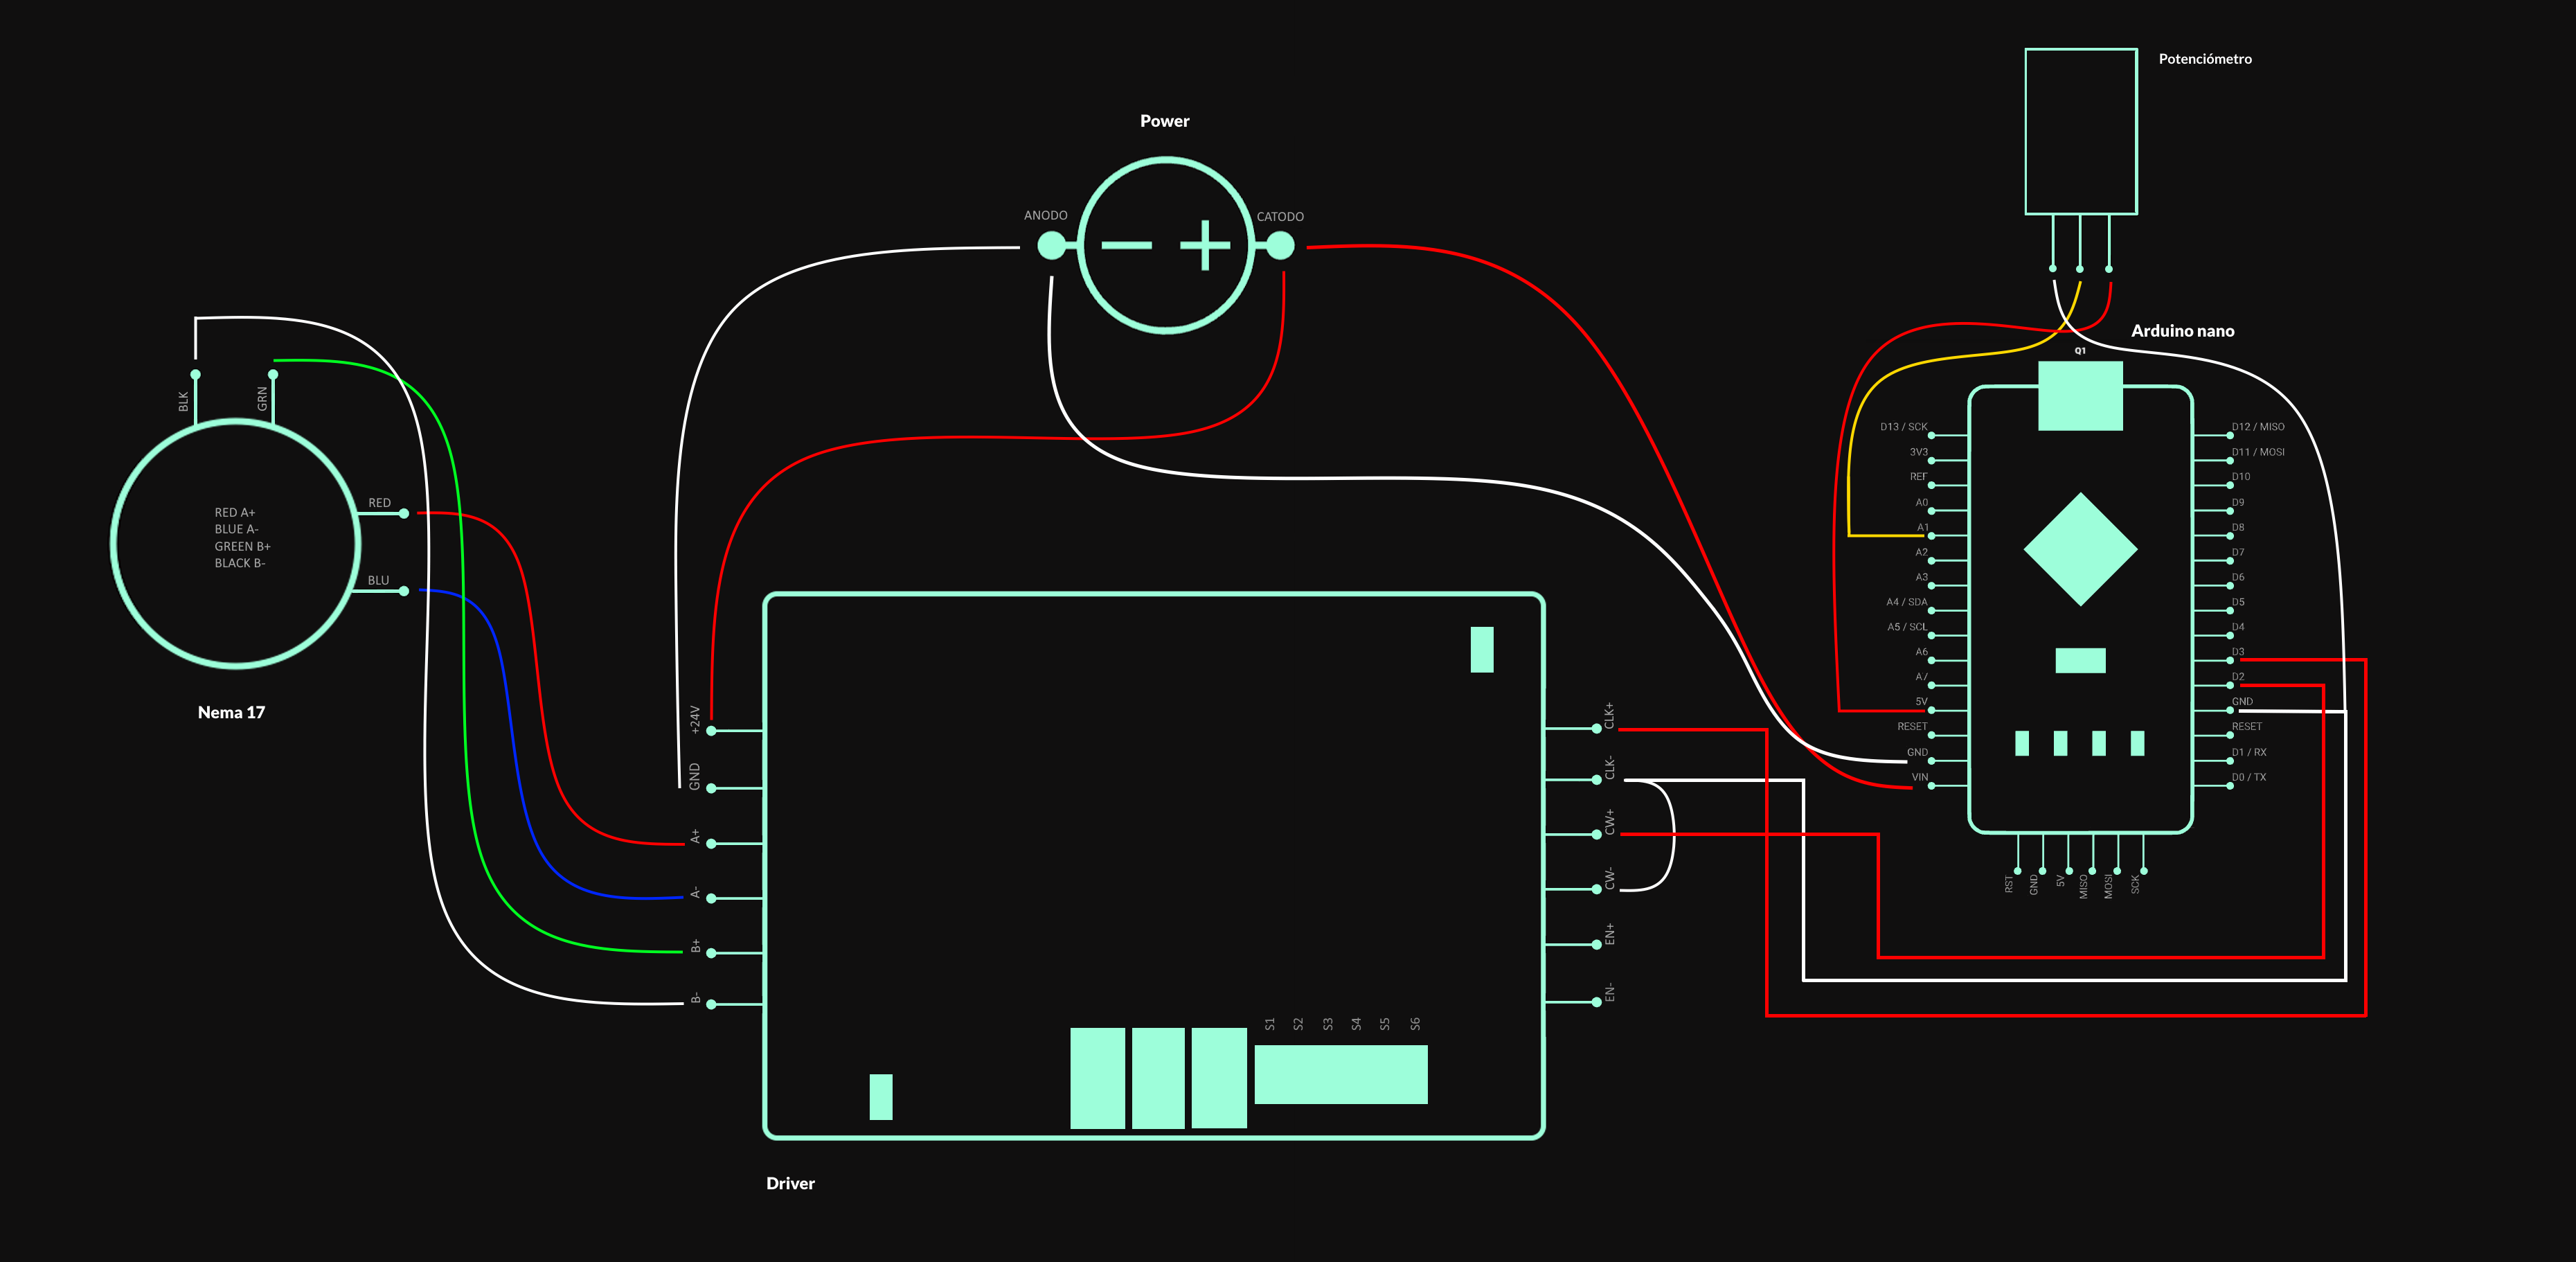 Potenciómetro
Power
ANODO
CATODO
Arduino nano
Q1
BLK
GRN
RED
BLU
RED A+
BLUE A-
GREEN B+
BLACK B-
Nema 17
+24V
GND
A+
A-
B+
B-
CLK+
CLK-
CW+
CW-
EN+
EN-
S1
S2
S3
S4
S5
S6
Driver
D13 / SCK
3V3
REF
A0
A1
A2
A3
A4 / SDA
A5 / SCL
A6
A7
5V
RESET
GND
VIN
D12 / MISO
D11 / MOSI
D10
D9
D8
D7
D6
D5
D4
D3
D2
GND
RESET
D1 / RX
D0 / TX
RST
GND
5V
MISO
MOSI
SCK